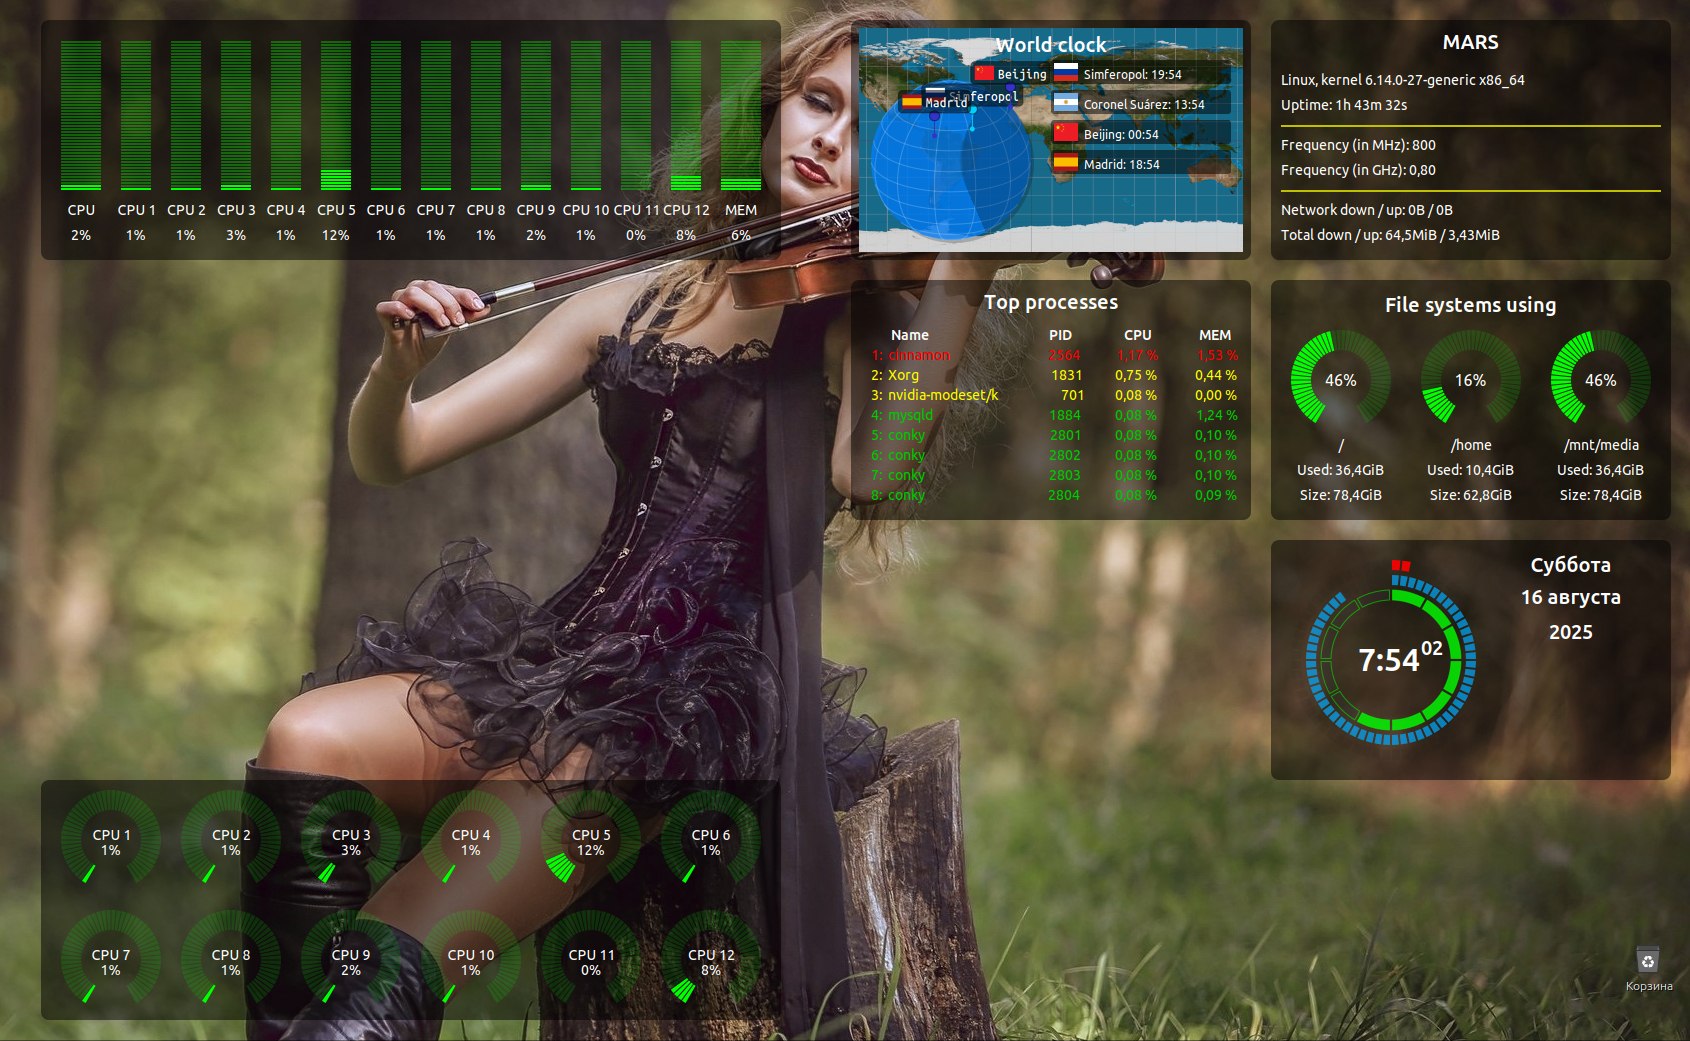 CPU CPU 1 CPU 2 CPU 3 CPU 4 CPU 5 CPU 6 CPU 7 CPU 8 CPU 9 CPU 10 CPU 11 CPU 12 MEM
2% 1% 1% 3% 1% 12% 1% 1% 1% 2% 1% 0% 8% 6%
World clock
Beijing
Simferopol
Madrid
Simferopol: 19:54
Coronel Suárez: 13:54
Beijing: 00:54
Madrid: 18:54
MARS
Linux, kernel 6.14.0-27-generic x86_64
Uptime: 1h 43m 32s
Frequency (in MHz): 800
Frequency (in GHz): 0,80
Network down / up: 0B / 0B
Total down / up: 64,5MiB / 3,43MiB
Top processes
Name PID CPU MEM
1: cinnamon 2564 1,17 % 1,53 %
2: Xorg 1831 0,75 % 0,44 %
3: nvidia-modeset/k 701 0,08 % 0,00 %
4: mysqld 1884 0,08 % 1,24 %
5: conky 2801 0,08 % 0,10 %
6: conky 2802 0,08 % 0,10 %
7: conky 2803 0,08 % 0,10 %
8: conky 2804 0,08 % 0,09 %
File systems using
46% 16% 46%
/ /home /mnt/media
Used: 36,4GiB Used: 10,4GiB Used: 36,4GiB
Size: 78,4GiB Size: 62,8GiB Size: 78,4GiB
7:54 02
Суббота
16 августа
2025
CPU 1 CPU 2 CPU 3 CPU 4 CPU 5 CPU 6
1% 1% 3% 1% 12% 1%
CPU 7 CPU 8 CPU 9 CPU 10 CPU 11 CPU 12
1% 1% 2% 1% 0% 8%
Корзина